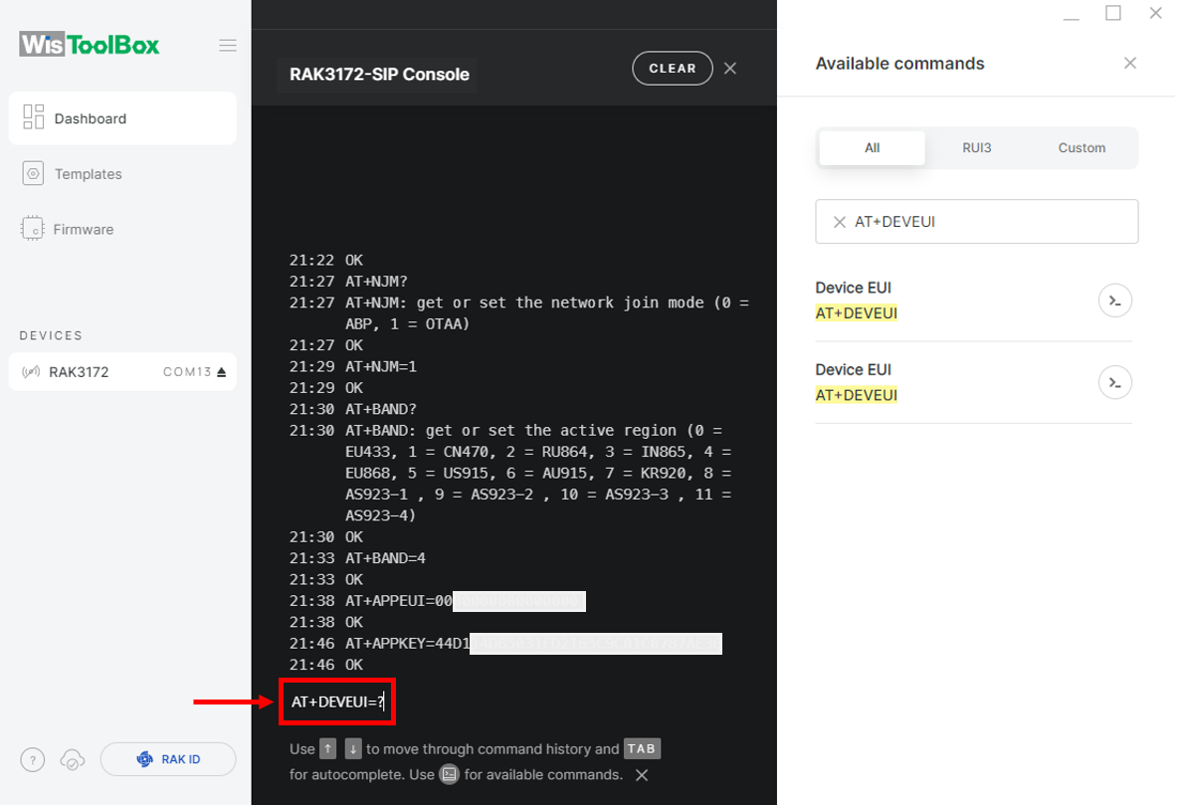 WisToolBox
Dashboard
Templates
Firmware
DEVICES
RAK3172 COM13
? RAK ID
RAK3172-SIP Console
CLEAR
21:22 OK
21:27 AT+NJM?
21:27 AT+NJM: get or set the network join mode (0 =
ABP, 1 = OTAA)
21:27 OK
21:29 AT+NJM=1
21:29 OK
21:30 AT+BAND?
21:30 AT+BAND: get or set the active region (0 =
EU433, 1 = CN470, 2 = RU864, 3 = IN865, 4 =
EU868, 5 = US915, 6 = AU915, 7 = KR920, 8 =
AS923-1 , 9 = AS923-2 , 10 = AS923-3 , 11 =
AS923-4)
21:30 OK
21:33 AT+BAND=4
21:33 OK
21:38 AT+APPEUI=00
21:38 OK
21:46 AT+APPKEY=44D1
21:46 OK
AT+DEVEUI=?
Use ↑ ↓ to move through command history and TAB
for autocomplete. Use for available commands.
Available commands
All RUI3 Custom
AT+DEVEUI
Device EUI
AT+DEVEUI
Device EUI
AT+DEVEUI